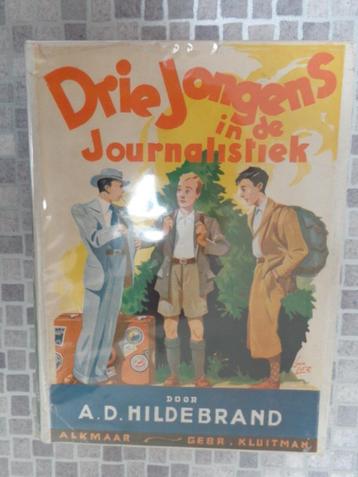 Drie Jongens
in de
Journalistiek
DOOR
A.D. HILDEBRAND
ALKMAAR GEBR. KLUITMAN